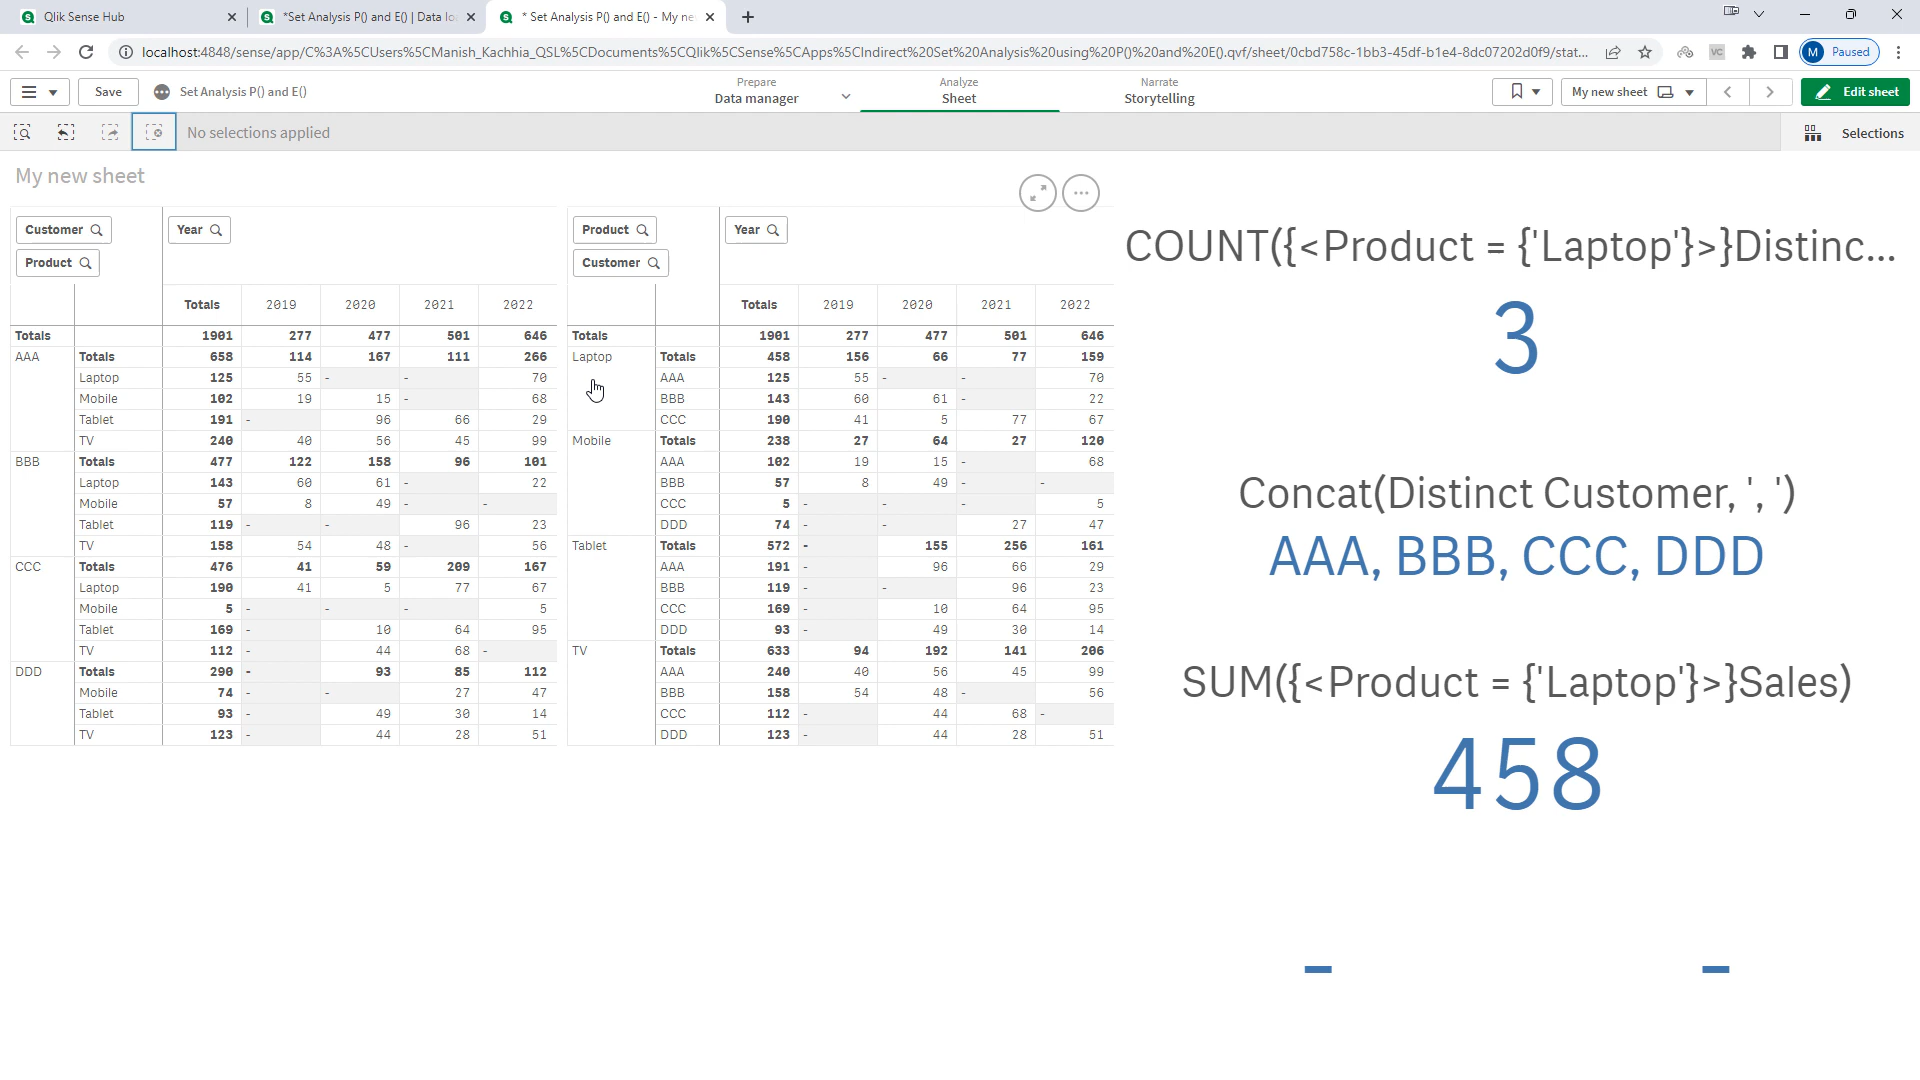 Qlik Sense Hub
*Set Analysis P() and E() | Data lo
* Set Analysis P() and E() - My ne
localhost:4848/sense/app/C%3A%5CUsers%5CManish_Kachhia_QSL%5CDocuments%5CQlik%5CSense%5CApps%5CIndirect%20Set%20Analysis%20using%20P()%20and%20E().qvf/sheet/0cbd758c-1bb3-45df-b1e4-8dc07202d0f9/stat...
VC
M Paused
Save
Set Analysis P() and E()
Prepare
Data manager
Analyze
Sheet
Narrate
Storytelling
My new sheet
Edit sheet
No selections applied
Selections
My new sheet
Customer
Year
Product
Totals 2019 2020 2021 2022
Totals 1901 277 477 501 646
AAA Totals 658 114 167 111 266
Laptop 125 55 - - 70
Mobile 102 19 15 - 68
Tablet 191 - 96 66 29
TV 240 40 56 45 99
BBB Totals 477 122 158 96 101
Laptop 143 60 61 - 22
Mobile 57 8 49 - -
Tablet 119 - - 96 23
TV 158 54 48 - 56
CCC Totals 476 41 59 209 167
Laptop 190 41 5 77 67
Mobile 5 - - - 5
Tablet 169 - 10 64 95
TV 112 - 44 68 -
DDD Totals 290 - 93 85 112
Mobile 74 - - 27 47
Tablet 93 - 49 30 14
TV 123 - 44 28 51
Product
Year
Customer
Totals 2019 2020 2021 2022
Totals 1901 277 477 501 646
Laptop Totals 458 156 66 77 159
AAA 125 55 - - 70
BBB 143 60 61 - 22
CCC 190 41 5 77 67
Mobile Totals 238 27 64 27 120
AAA 102 19 15 - 68
BBB 57 8 49 - -
CCC 5 - - - 5
DDD 74 - - 27 47
Tablet Totals 572 - 155 256 161
AAA 191 - 96 66 29
BBB 119 - - 96 23
CCC 169 - 10 64 95
DDD 93 - 49 30 14
TV Totals 633 94 192 141 206
AAA 240 40 56 45 99
BBB 158 54 48 - 56
CCC 112 - 44 68 -
DDD 123 - 44 28 51
COUNT({<Product = {'Laptop'}>}Distinc...
3
Concat(Distinct Customer, ', ')
AAA, BBB, CCC, DDD
SUM({<Product = {'Laptop'}>}Sales)
458
- -